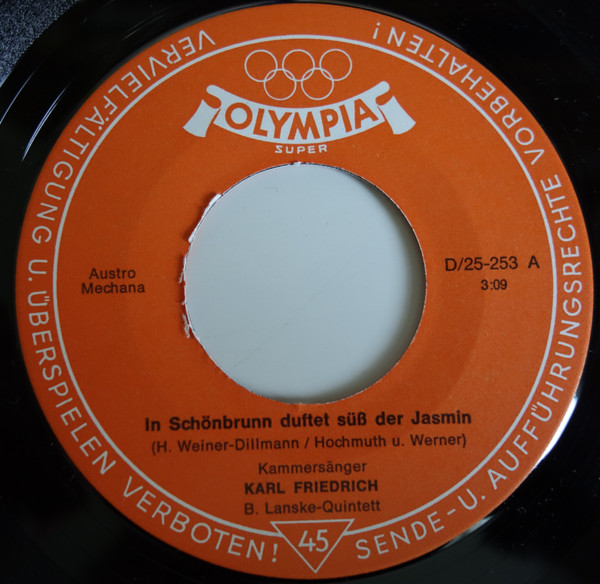 OLYMPIA
SUPER
Austro
Mechana
D/25-253 A
3:09
In Schönbrunn duftet süß der Jasmin
(H. Weiner-Dillmann / Hochmuth u. Werner)
Kammersänger
KARL FRIEDRICH
B. Lanske-Quintett
45
VERVIELFÄLTIGUNG U. ÜBERSPIELEN VERBOTEN! SENDE-U. AUFFÜHRUNGSRECHTE VORBEHALTEN!